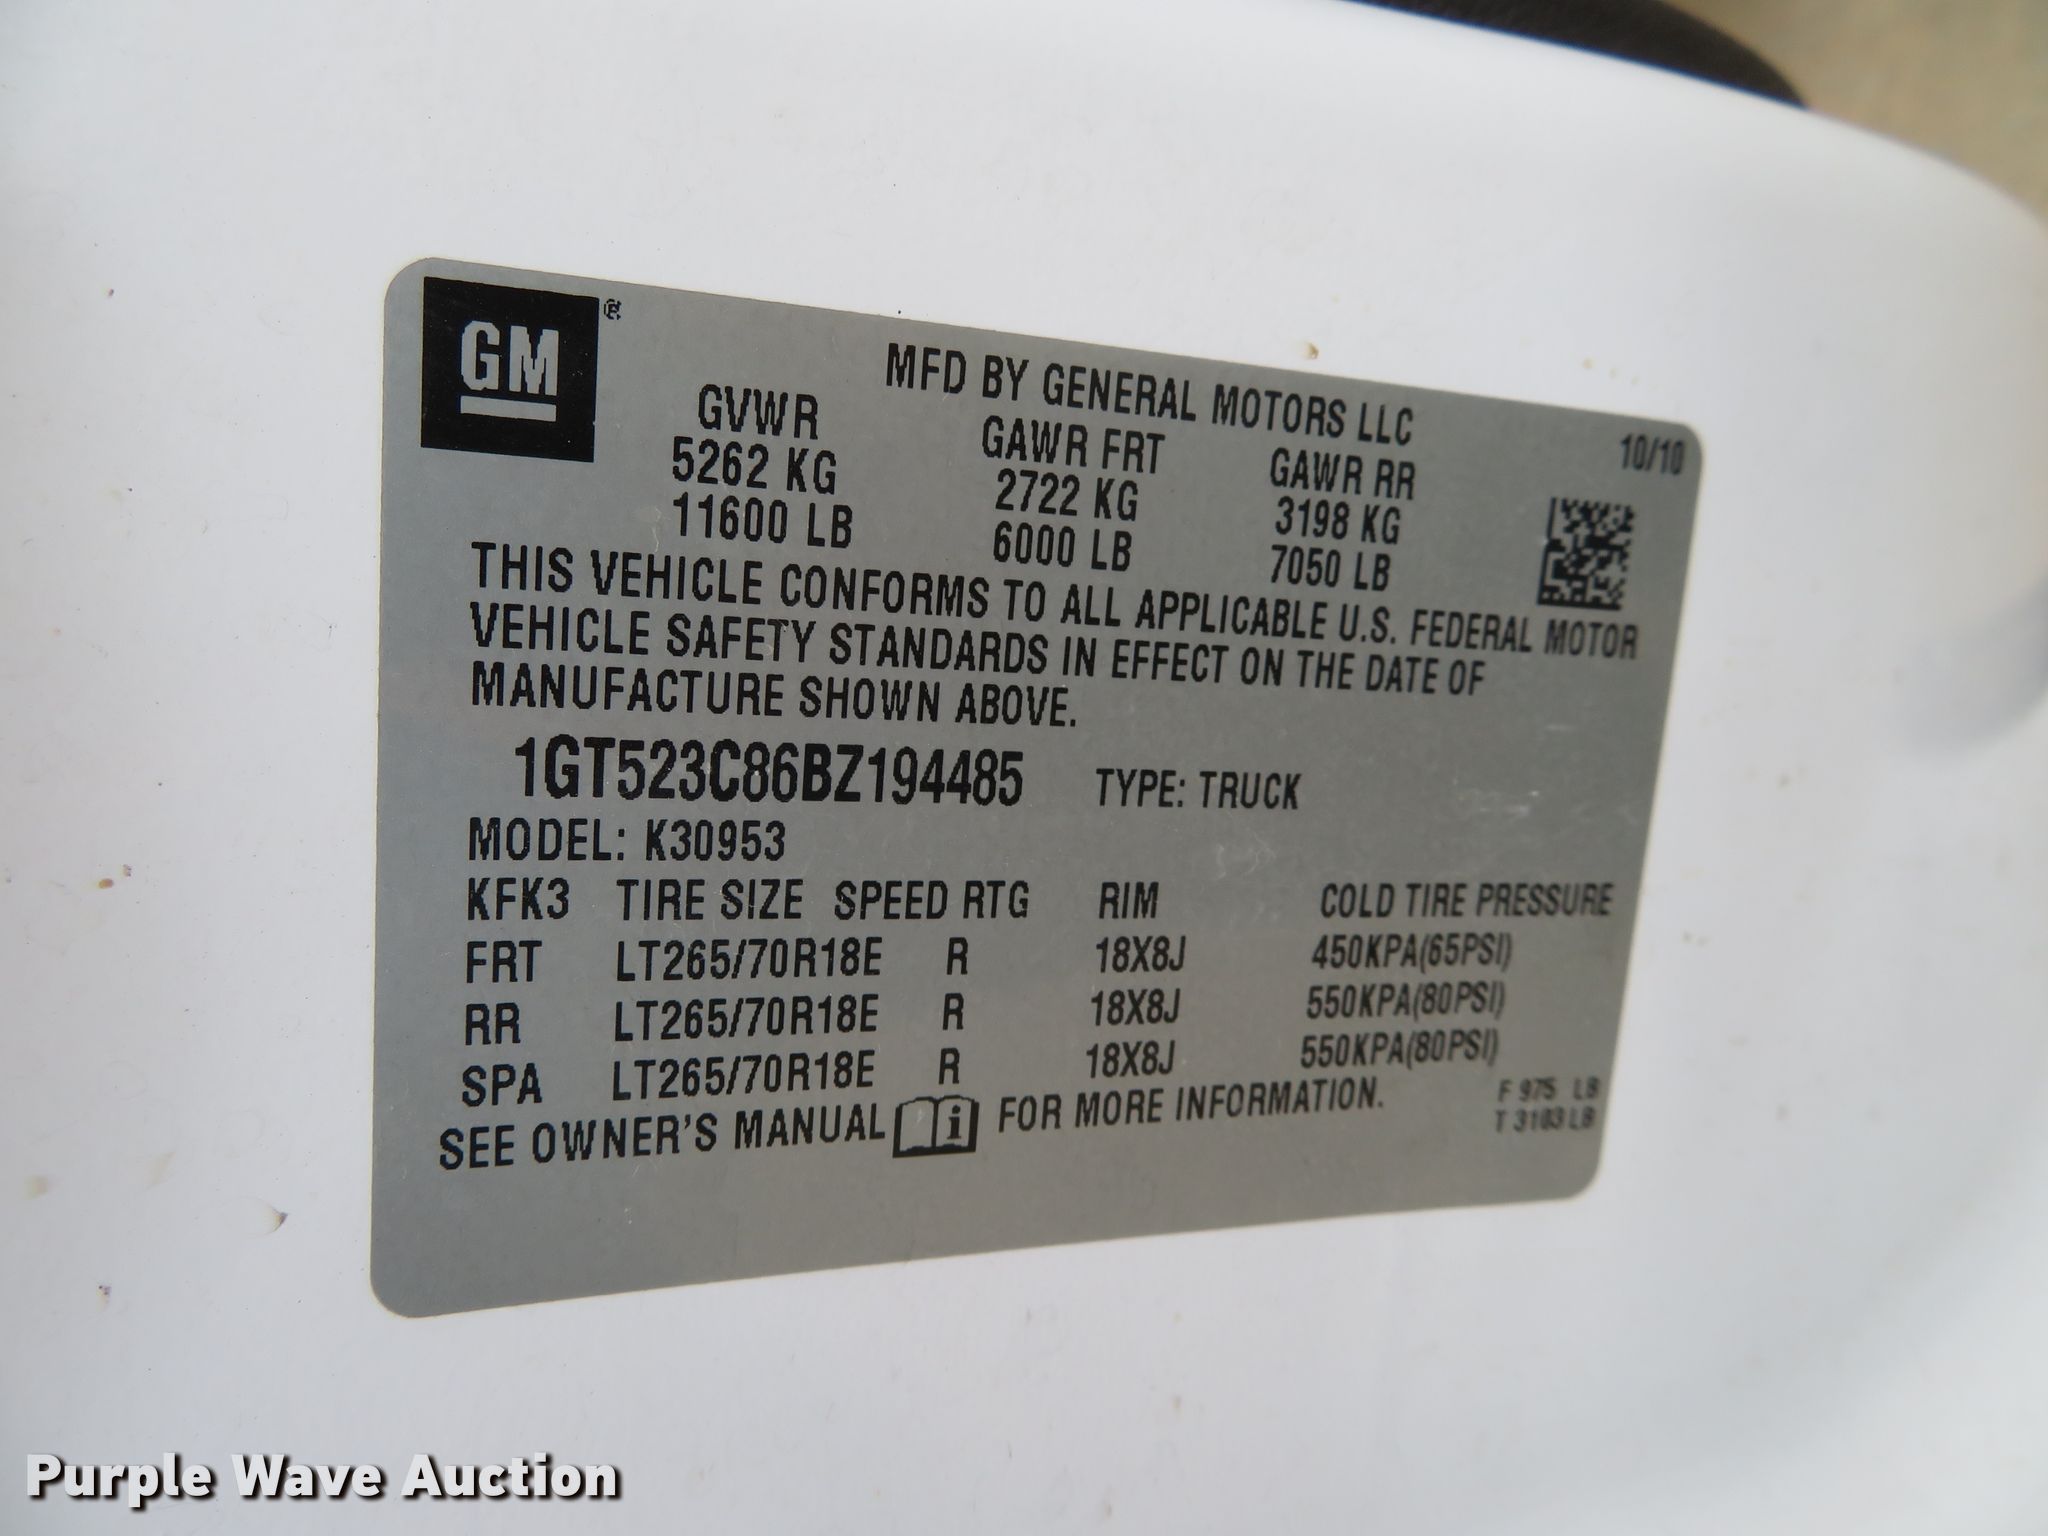 GM ®
MFD BY GENERAL MOTORS LLC
10/10
GVWR GAWR FRT GAWR RR
5262 KG 2722 KG 3198 KG
11600 LB 6000 LB 7050 LB
THIS VEHICLE CONFORMS TO ALL APPLICABLE U.S. FEDERAL MOTOR
VEHICLE SAFETY STANDARDS IN EFFECT ON THE DATE OF
MANUFACTURE SHOWN ABOVE.
1GT523C86BZ194485 TYPE: TRUCK
MODEL: K30953
KFK3 TIRE SIZE SPEED RTG RIM COLD TIRE PRESSURE
FRT LT265/70R18E R 18X8J 450KPA(65PSI)
RR LT265/70R18E R 18X8J 550KPA(80PSI)
SPA LT265/70R18E R 18X8J 550KPA(80PSI)
SEE OWNER'S MANUAL i FOR MORE INFORMATION.
F 975 LB
T 3103 LB
Purple Wave Auction